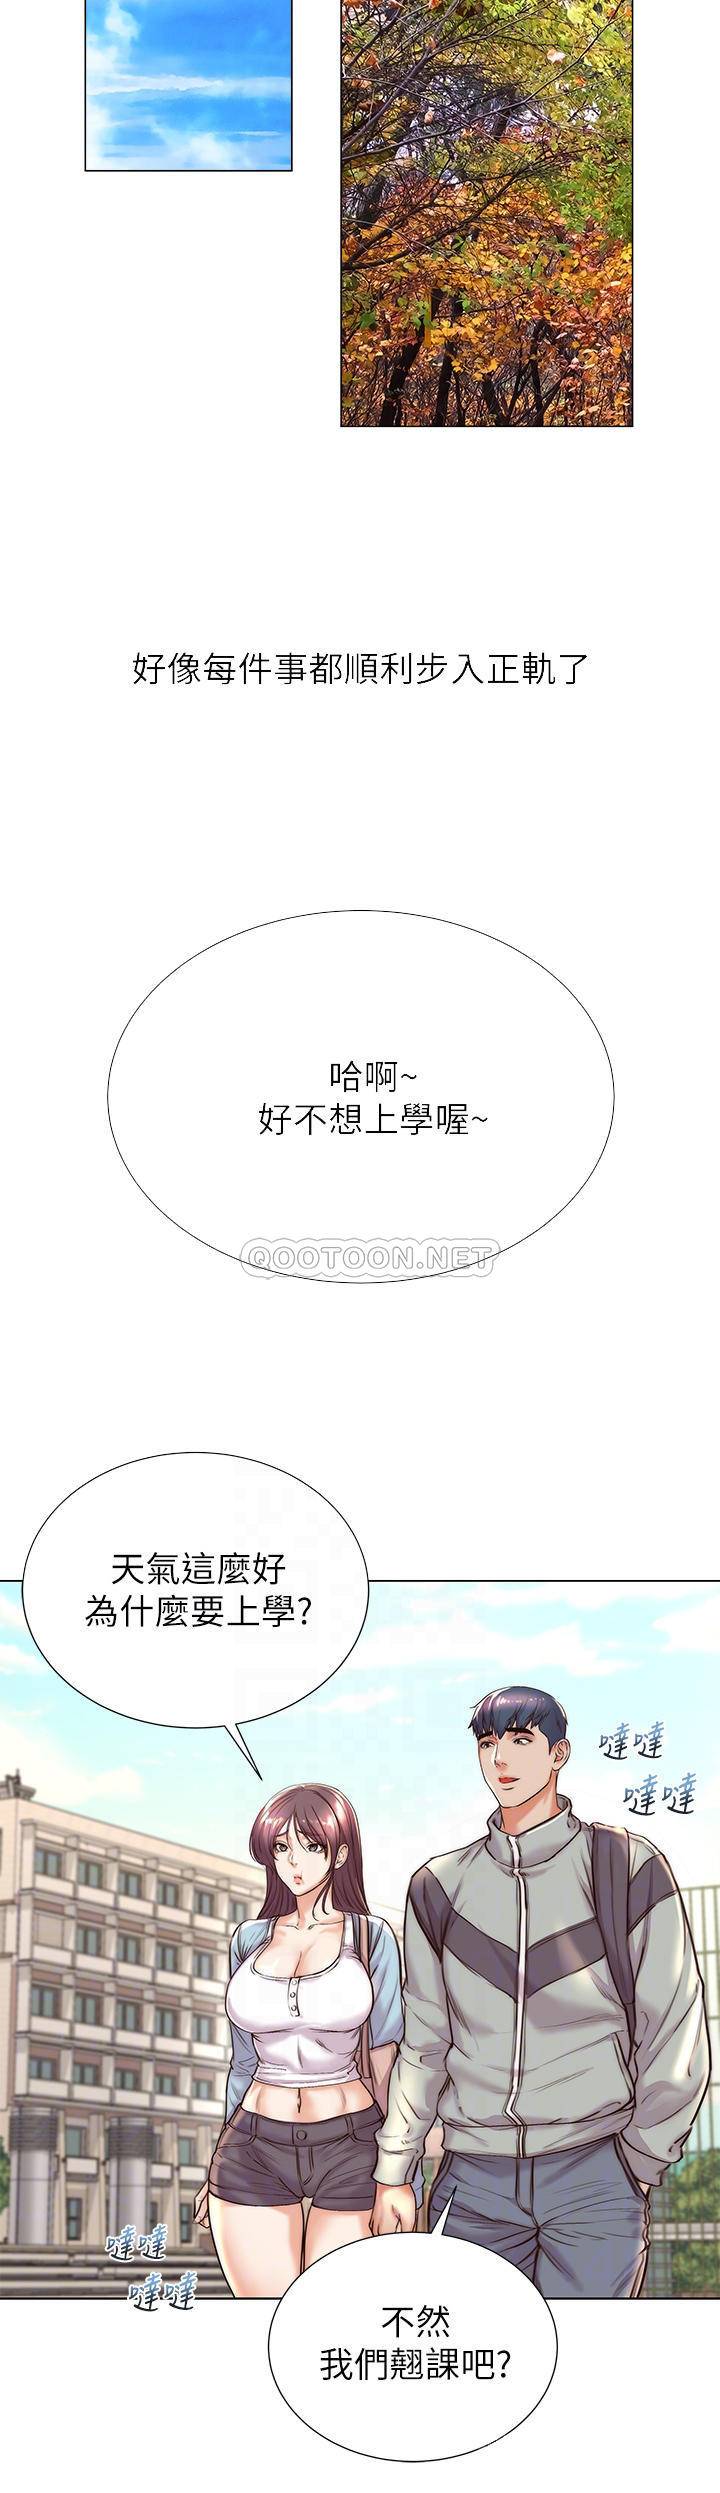 好像每件事都順利步入正軌了
哈啊~
好不想上學喔~
QOOTOON.NET
天氣這麼好
為什麼要上學?
噠噠
噠噠
噠噠
噠噠
不然
我們翹課吧?